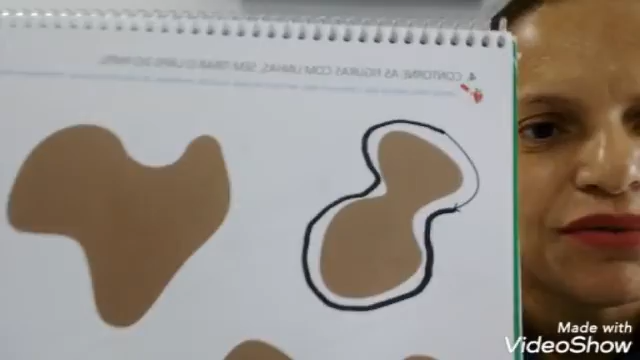 4. CONTORNE AS FIGURAS COM LINHAS, SEM TIRAR O LÁPIS DO PAPEL.
Made with
VideoShow